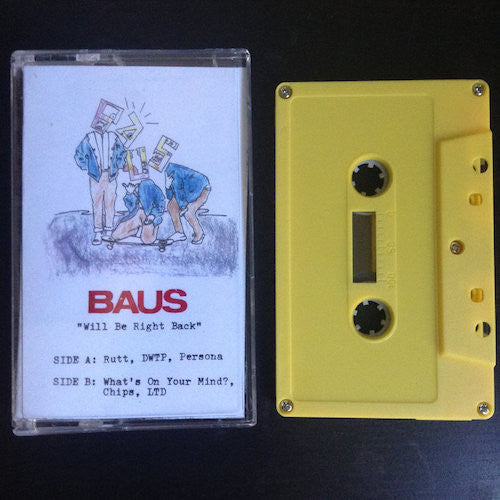 BAUS
"Will Be Right Back"
SIDE A: Rutt, DWTP, Persona
SIDE B: What's On Your Mind?,
Chips, LTD